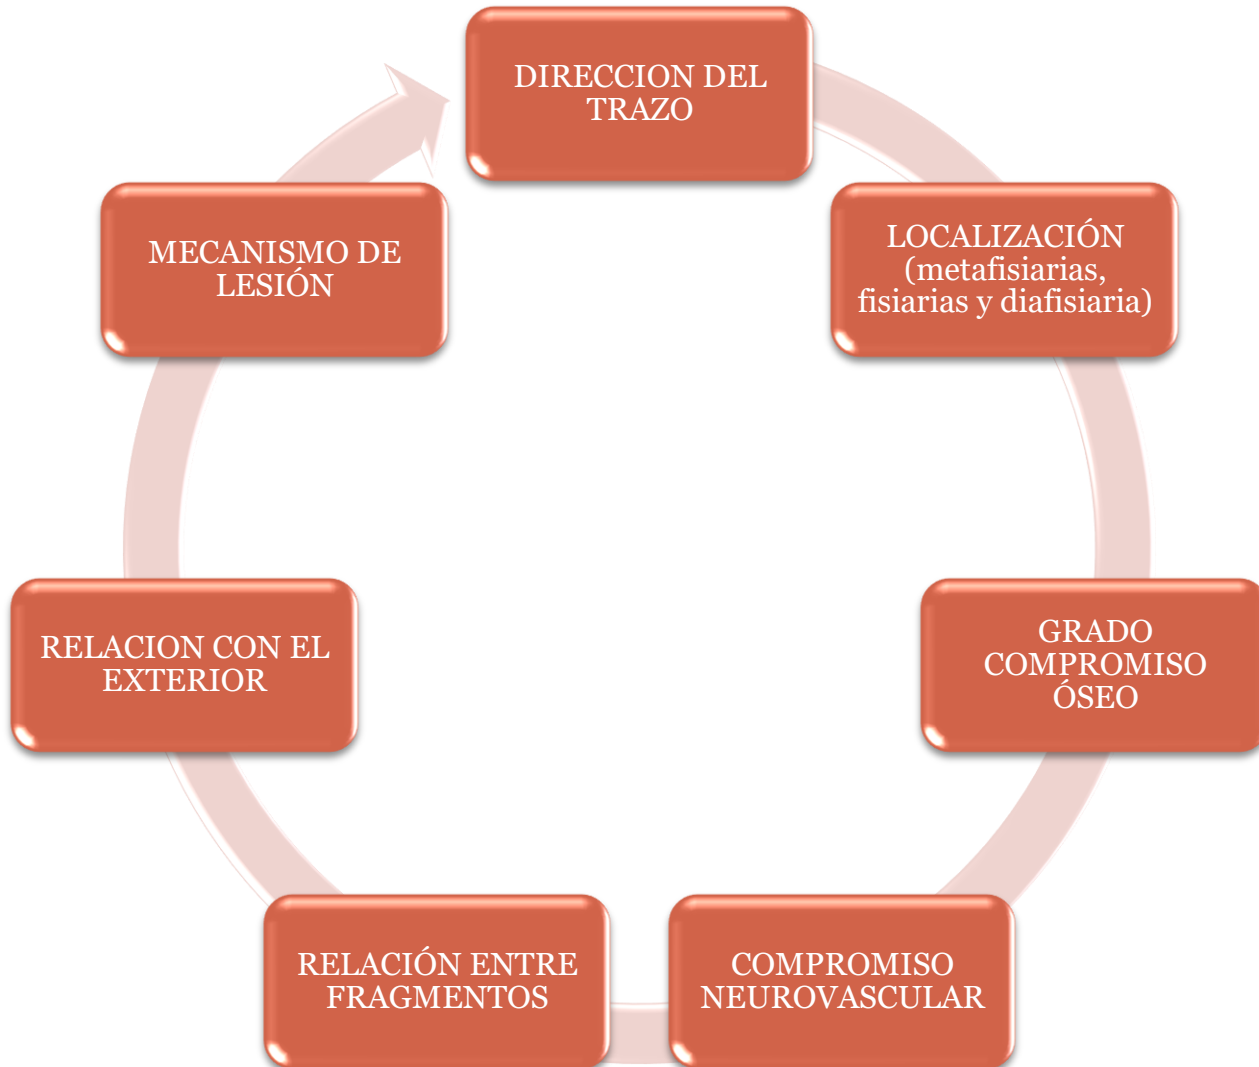 DIRECCION DEL
TRAZO
LOCALIZACIÓN
(metafisiarias,
fisiarias y diafisiaria)
GRADO
COMPROMISO
ÓSEO
COMPROMISO
NEUROVASCULAR
RELACIÓN ENTRE
FRAGMENTOS
RELACION CON EL
EXTERIOR
MECANISMO DE
LESIÓN